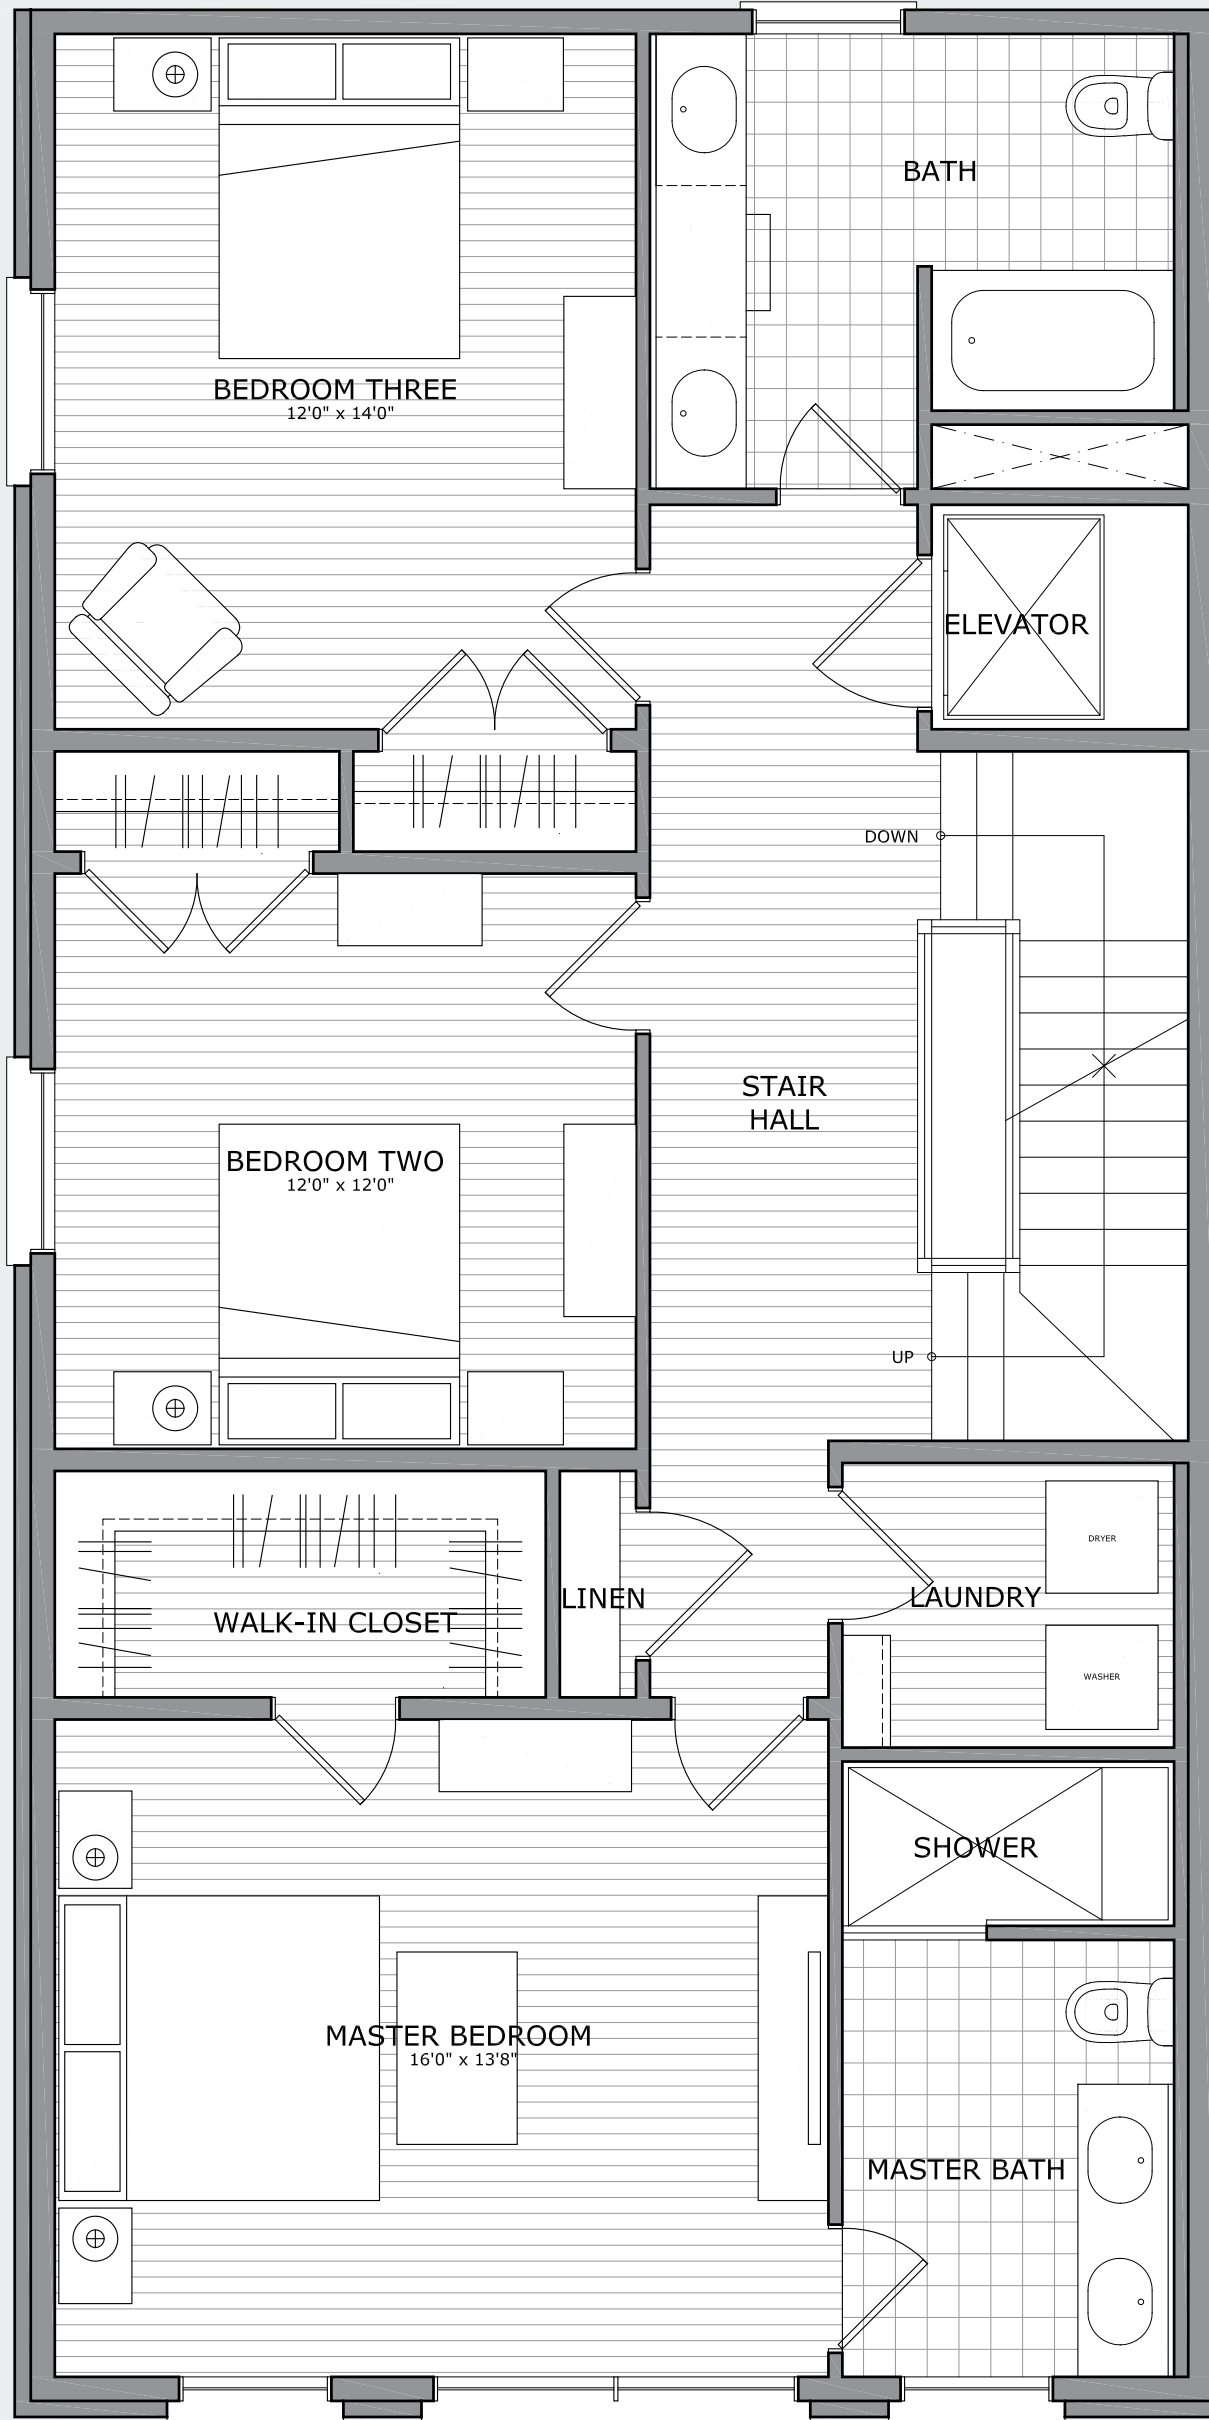 BATH
BEDROOM THREE
12'0" x 14'0"
ELEVATOR
DOWN
STAIR
HALL
BEDROOM TWO
12'0" x 12'0"
UP
DRYER
LINEN
LAUNDRY
WALK-IN CLOSET
WASHER
SHOWER
MASTER BEDROOM
16'0" x 13'8"
MASTER BATH